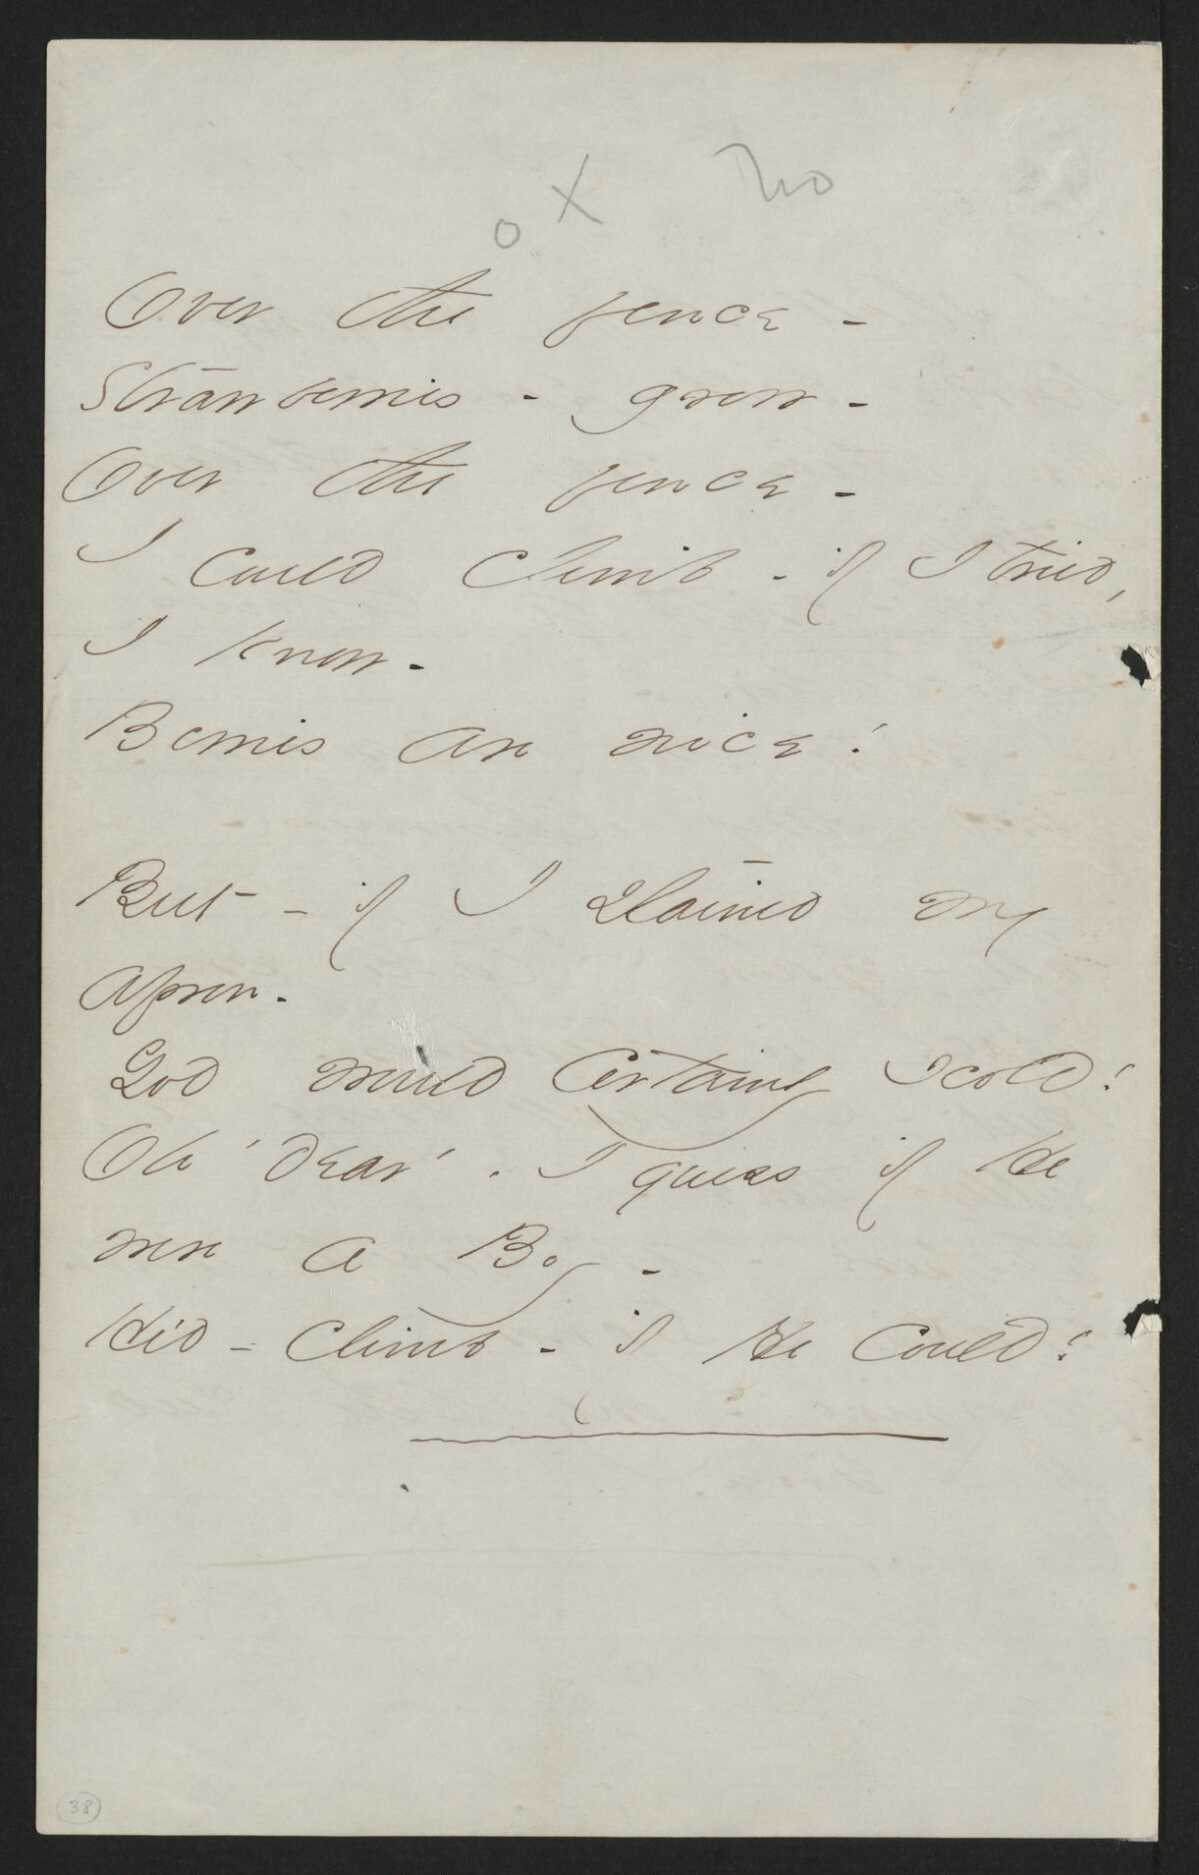 o X No
Over the fence -
Strawberries - grow -
Over the fence -
I could climb - if I tried,
I know -
Berries are nice!
But - if I stained my
Apron -
God would certainly scold!
Oh' dear' - I guess if He
were a Boy -
He'd - climb - if He could!
38